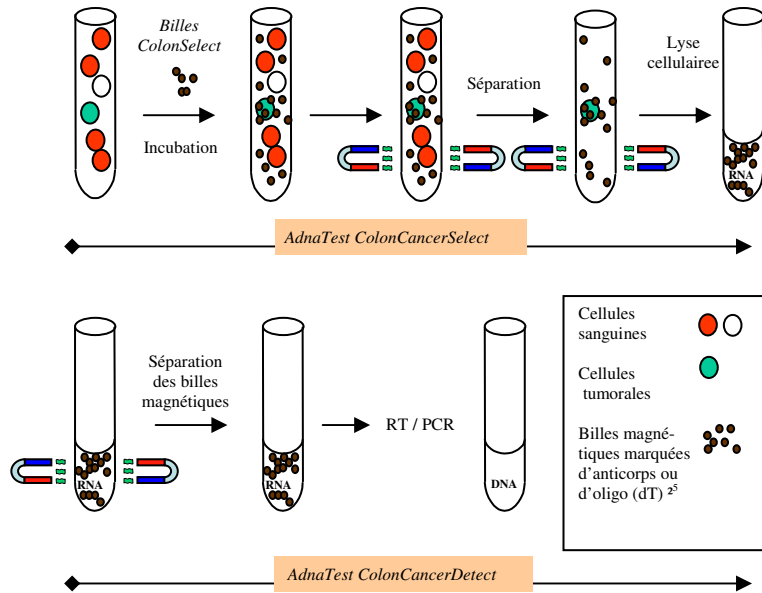 Billes
ColonSelect
Incubation
Séparation
Lyse
cellulairee
RNA
AdnaTest ColonCancerSelect
Séparation
des billes
magnétiques
RNA
RNA
RT / PCR
DNA
Cellules
sanguines
Cellules
tumorales
Billes magné-
tiques marquées
d'anticorps ou
d'oligo (dT) ²⁵
AdnaTest ColonCancerDetect